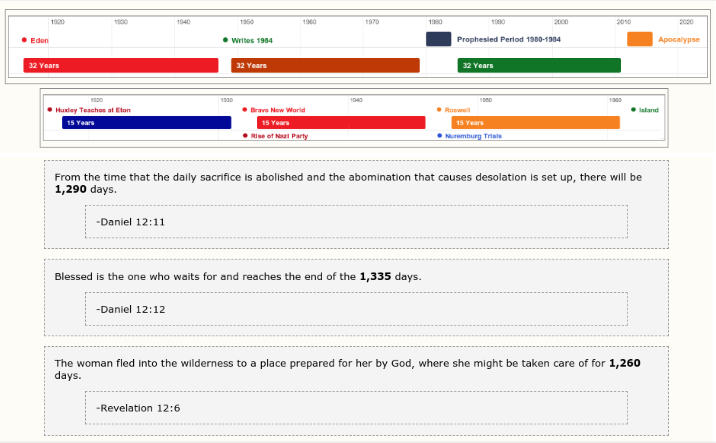 1920 1930 1940 1950 1960 1970 1980 1990 2000 2010 2020
Eden Writes 1984 Prophesied Period 1980-1984 Apocalypse
32 Years 32 Years 32 Years
1920 1930 1940 1950 1960
Huxley Teaches at Eton Brave New World Roswell Island
15 Years 15 Years 15 Years
Rise of Nazi Party Nuremburg Trials
From the time that the daily sacrifice is abolished and the abomination that causes desolation is set up, there will be
1,290 days.
-Daniel 12:11
Blessed is the one who waits for and reaches the end of the 1,335 days.
-Daniel 12:12
The woman fled into the wilderness to a place prepared for her by God, where she might be taken care of for 1,260
days.
-Revelation 12:6